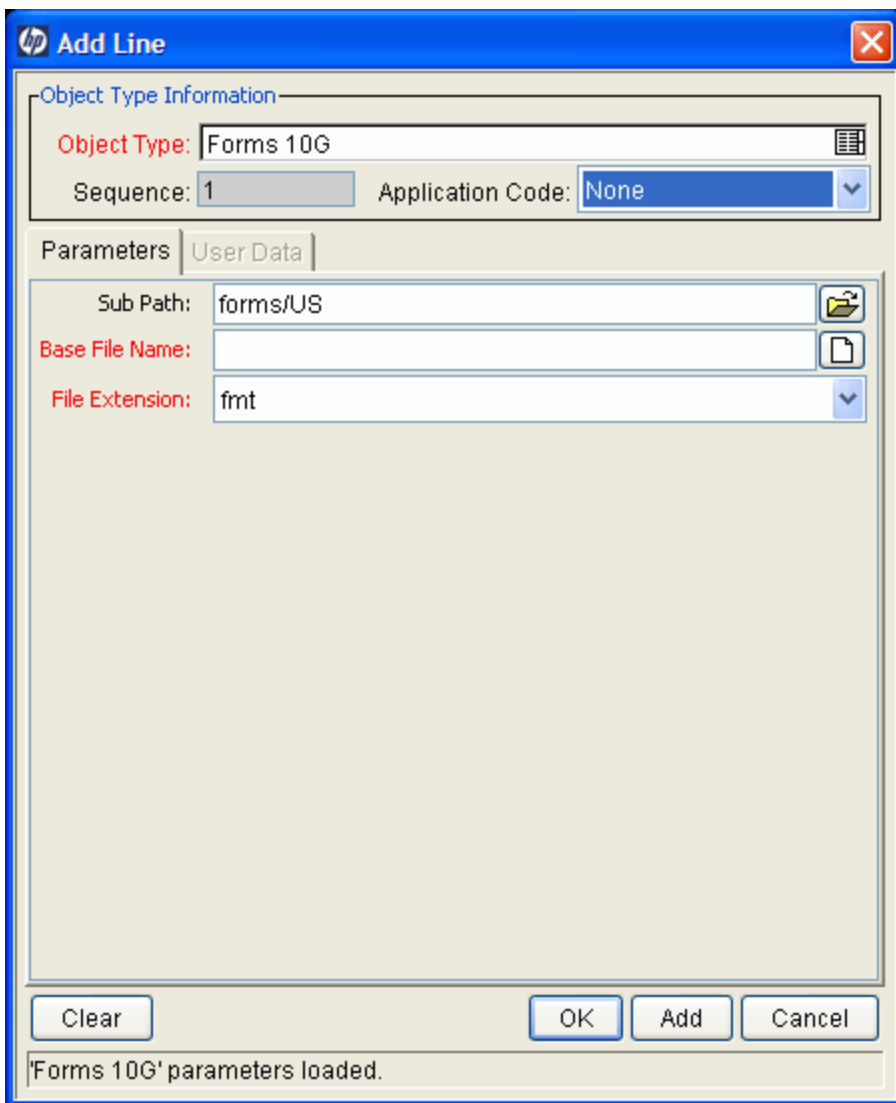 hp Add Line
Object Type Information
Object Type: Forms 10G
Sequence: 1 Application Code: None
Parameters User Data
Sub Path: forms/US
Base File Name:
File Extension: fmt
Clear OK Add Cancel
'Forms 10G' parameters loaded.